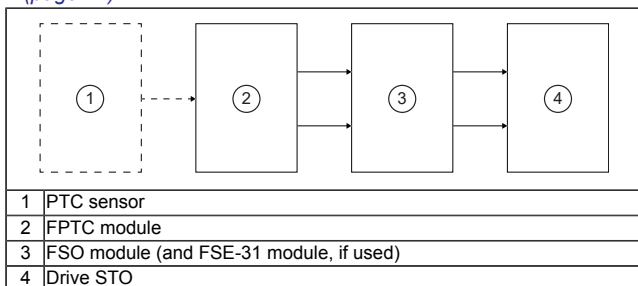 1 2 3 4
1 PTC sensor
2 FPTC module
3 FSO module (and FSE-31 module, if used)
4 Drive STO